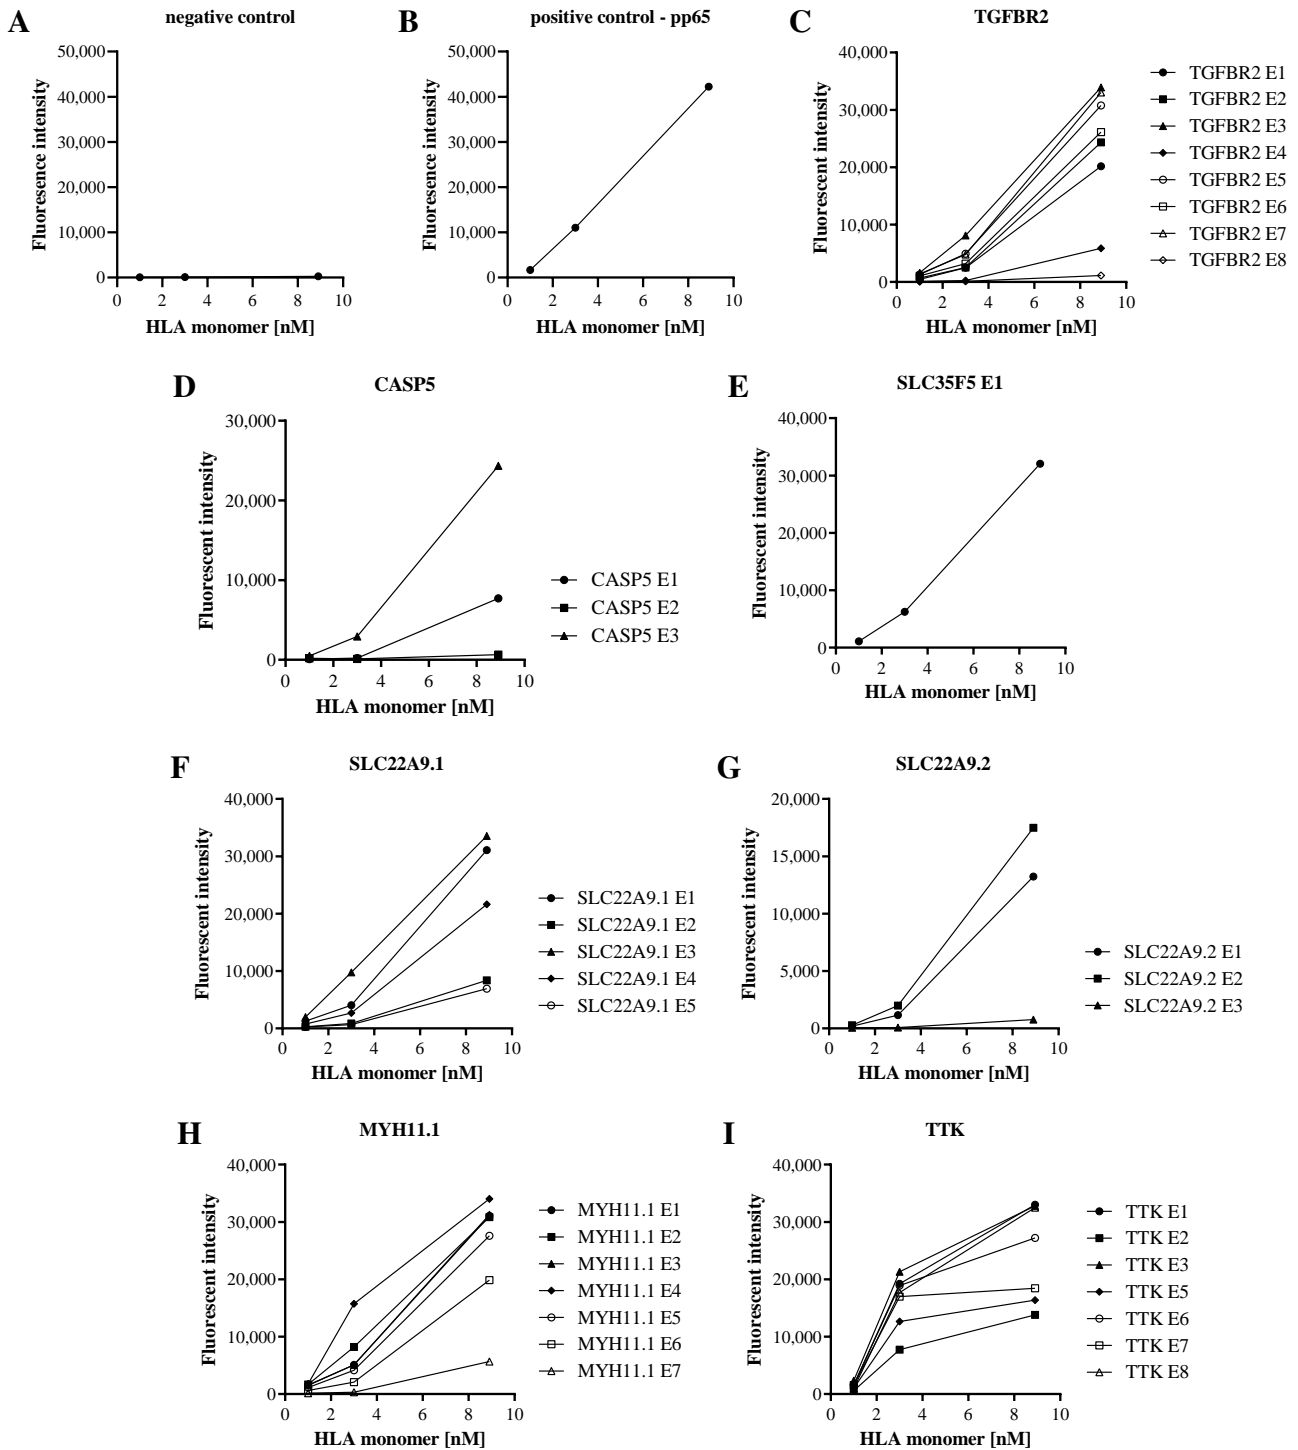 A
negative control
Fluoresence intensity
50,000
40,000
30,000
20,000
10,000
0
0 2 4 6 8 10
HLA monomer [nM]
B
positive control - pp65
Fluoresence intensity
50,000
40,000
30,000
20,000
10,000
0
0 2 4 6 8 10
HLA monomer [nM]
C
TGFBR2
Fluorescent intensity
40,000
30,000
20,000
10,000
0
0 2 4 6 8 10
HLA monomer [nM]
TGFBR2 E1
TGFBR2 E2
TGFBR2 E3
TGFBR2 E4
TGFBR2 E5
TGFBR2 E6
TGFBR2 E7
TGFBR2 E8
D
CASP5
Fluorescent intensity
30,000
20,000
10,000
0
0 2 4 6 8 10
HLA monomer [nM]
CASP5 E1
CASP5 E2
CASP5 E3
E
SLC35F5 E1
Fluorescent intensity
40,000
30,000
20,000
10,000
0
0 2 4 6 8 10
HLA monomer [nM]
F
SLC22A9.1
Fluorescent intensity
40,000
30,000
20,000
10,000
0
0 2 4 6 8 10
HLA monomer [nM]
SLC22A9.1 E1
SLC22A9.1 E2
SLC22A9.1 E3
SLC22A9.1 E4
SLC22A9.1 E5
G
SLC22A9.2
Fluorescent intensity
20,000
15,000
10,000
5,000
0
0 2 4 6 8 10
HLA monomer [nM]
SLC22A9.2 E1
SLC22A9.2 E2
SLC22A9.2 E3
H
MYH11.1
Fluorescent intensity
40,000
30,000
20,000
10,000
0
0 2 4 6 8 10
HLA monomer [nM]
MYH11.1 E1
MYH11.1 E2
MYH11.1 E3
MYH11.1 E4
MYH11.1 E5
MYH11.1 E6
MYH11.1 E7
I
TTK
Fluorescent intensity
40,000
30,000
20,000
10,000
0
0 2 4 6 8 10
HLA monomer [nM]
TTK E1
TTK E2
TTK E3
TTK E5
TTK E6
TTK E7
TTK E8